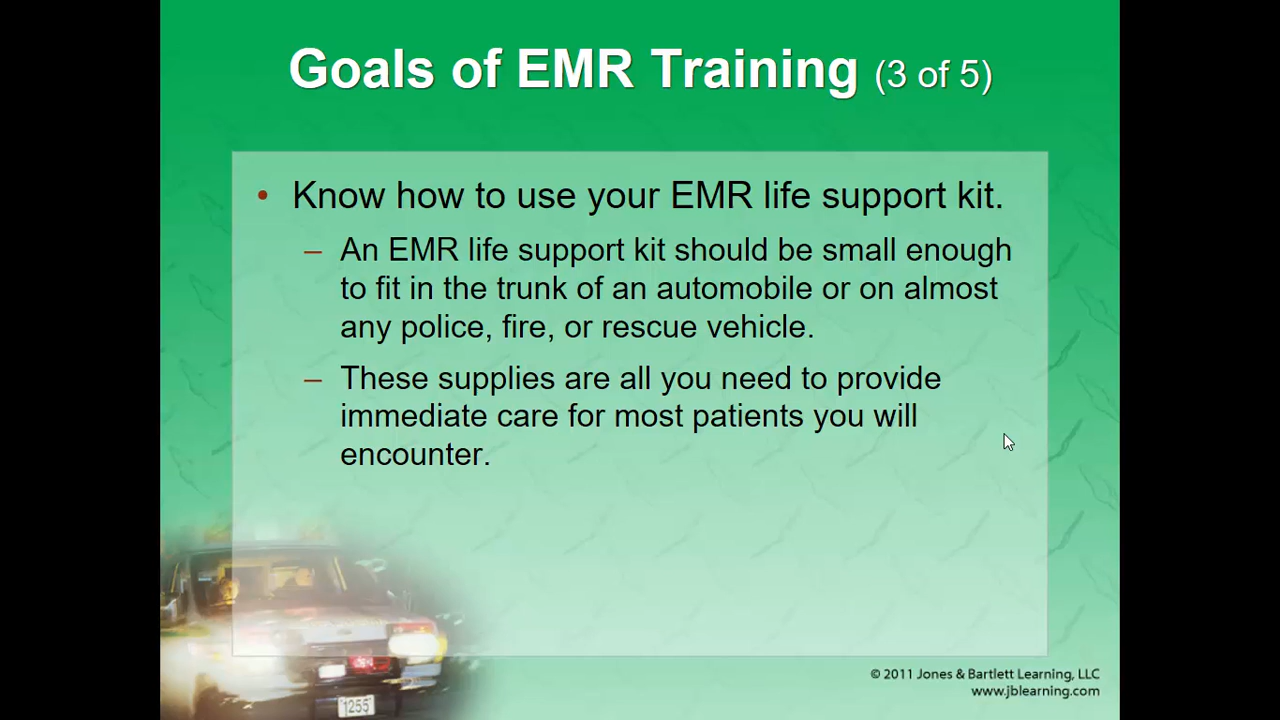 Goals of EMR Training (3 of 5)
• Know how to use your EMR life support kit.
– An EMR life support kit should be small enough
to fit in the trunk of an automobile or on almost
any police, fire, or rescue vehicle.
– These supplies are all you need to provide
immediate care for most patients you will
encounter.
1255
© 2011 Jones & Bartlett Learning, LLC
www.jblearning.com